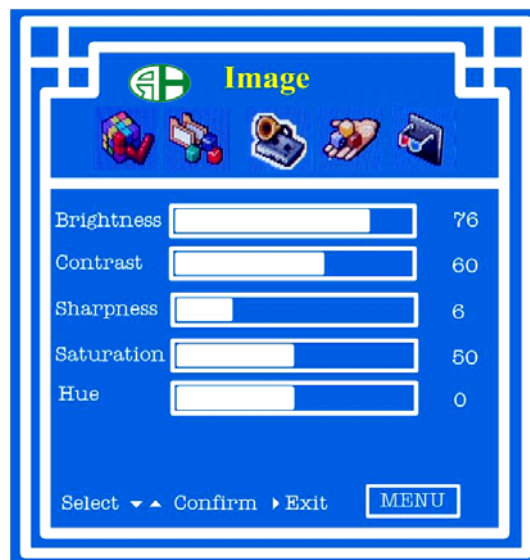 Image
Brightness 76
Contrast 60
Sharpness 6
Saturation 50
Hue 0
Select Confirm Exit MENU